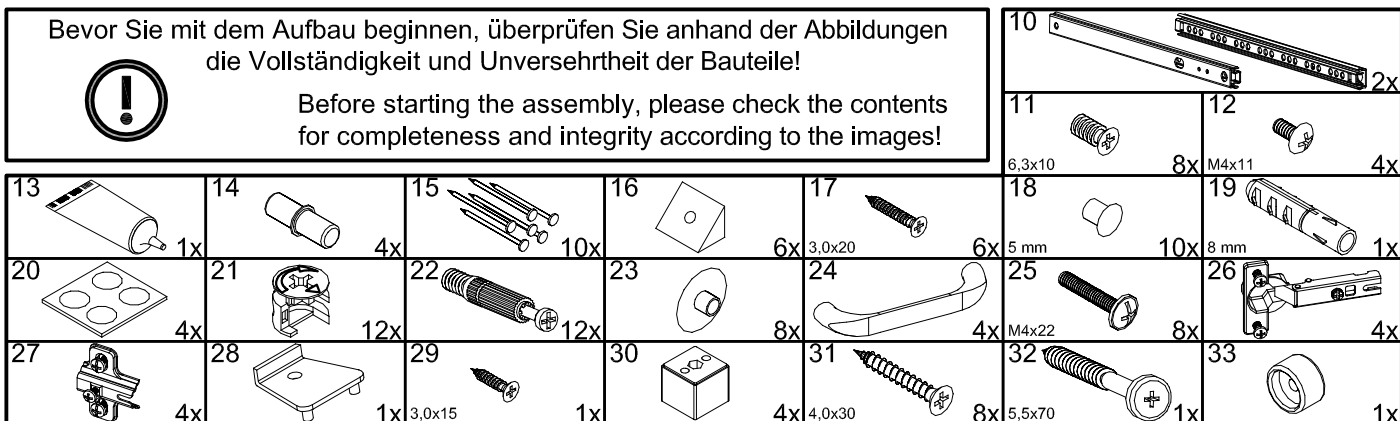 Bevor Sie mit dem Aufbau beginnen, überprüfen Sie anhand der Abbildungen
die Vollständigkeit und Unversehrtheit der Bauteile!
Before starting the assembly, please check the contents
for completeness and integrity according to the images!
10
2x
11
6,3x10
8x
12
M4x11
4x
13
1x
14
4x
15
10x
16
6x
17
3,0x20
6x
18
5 mm
10x
19
8 mm
1x
20
4x
21
12x
22
12x
23
8x
24
4x
25
M4x22
8x
26
4x
27
4x
28
1x
29
3,0x15
1x
30
4x
31
4,0x30
8x
32
5,5x70
1x
33
1x